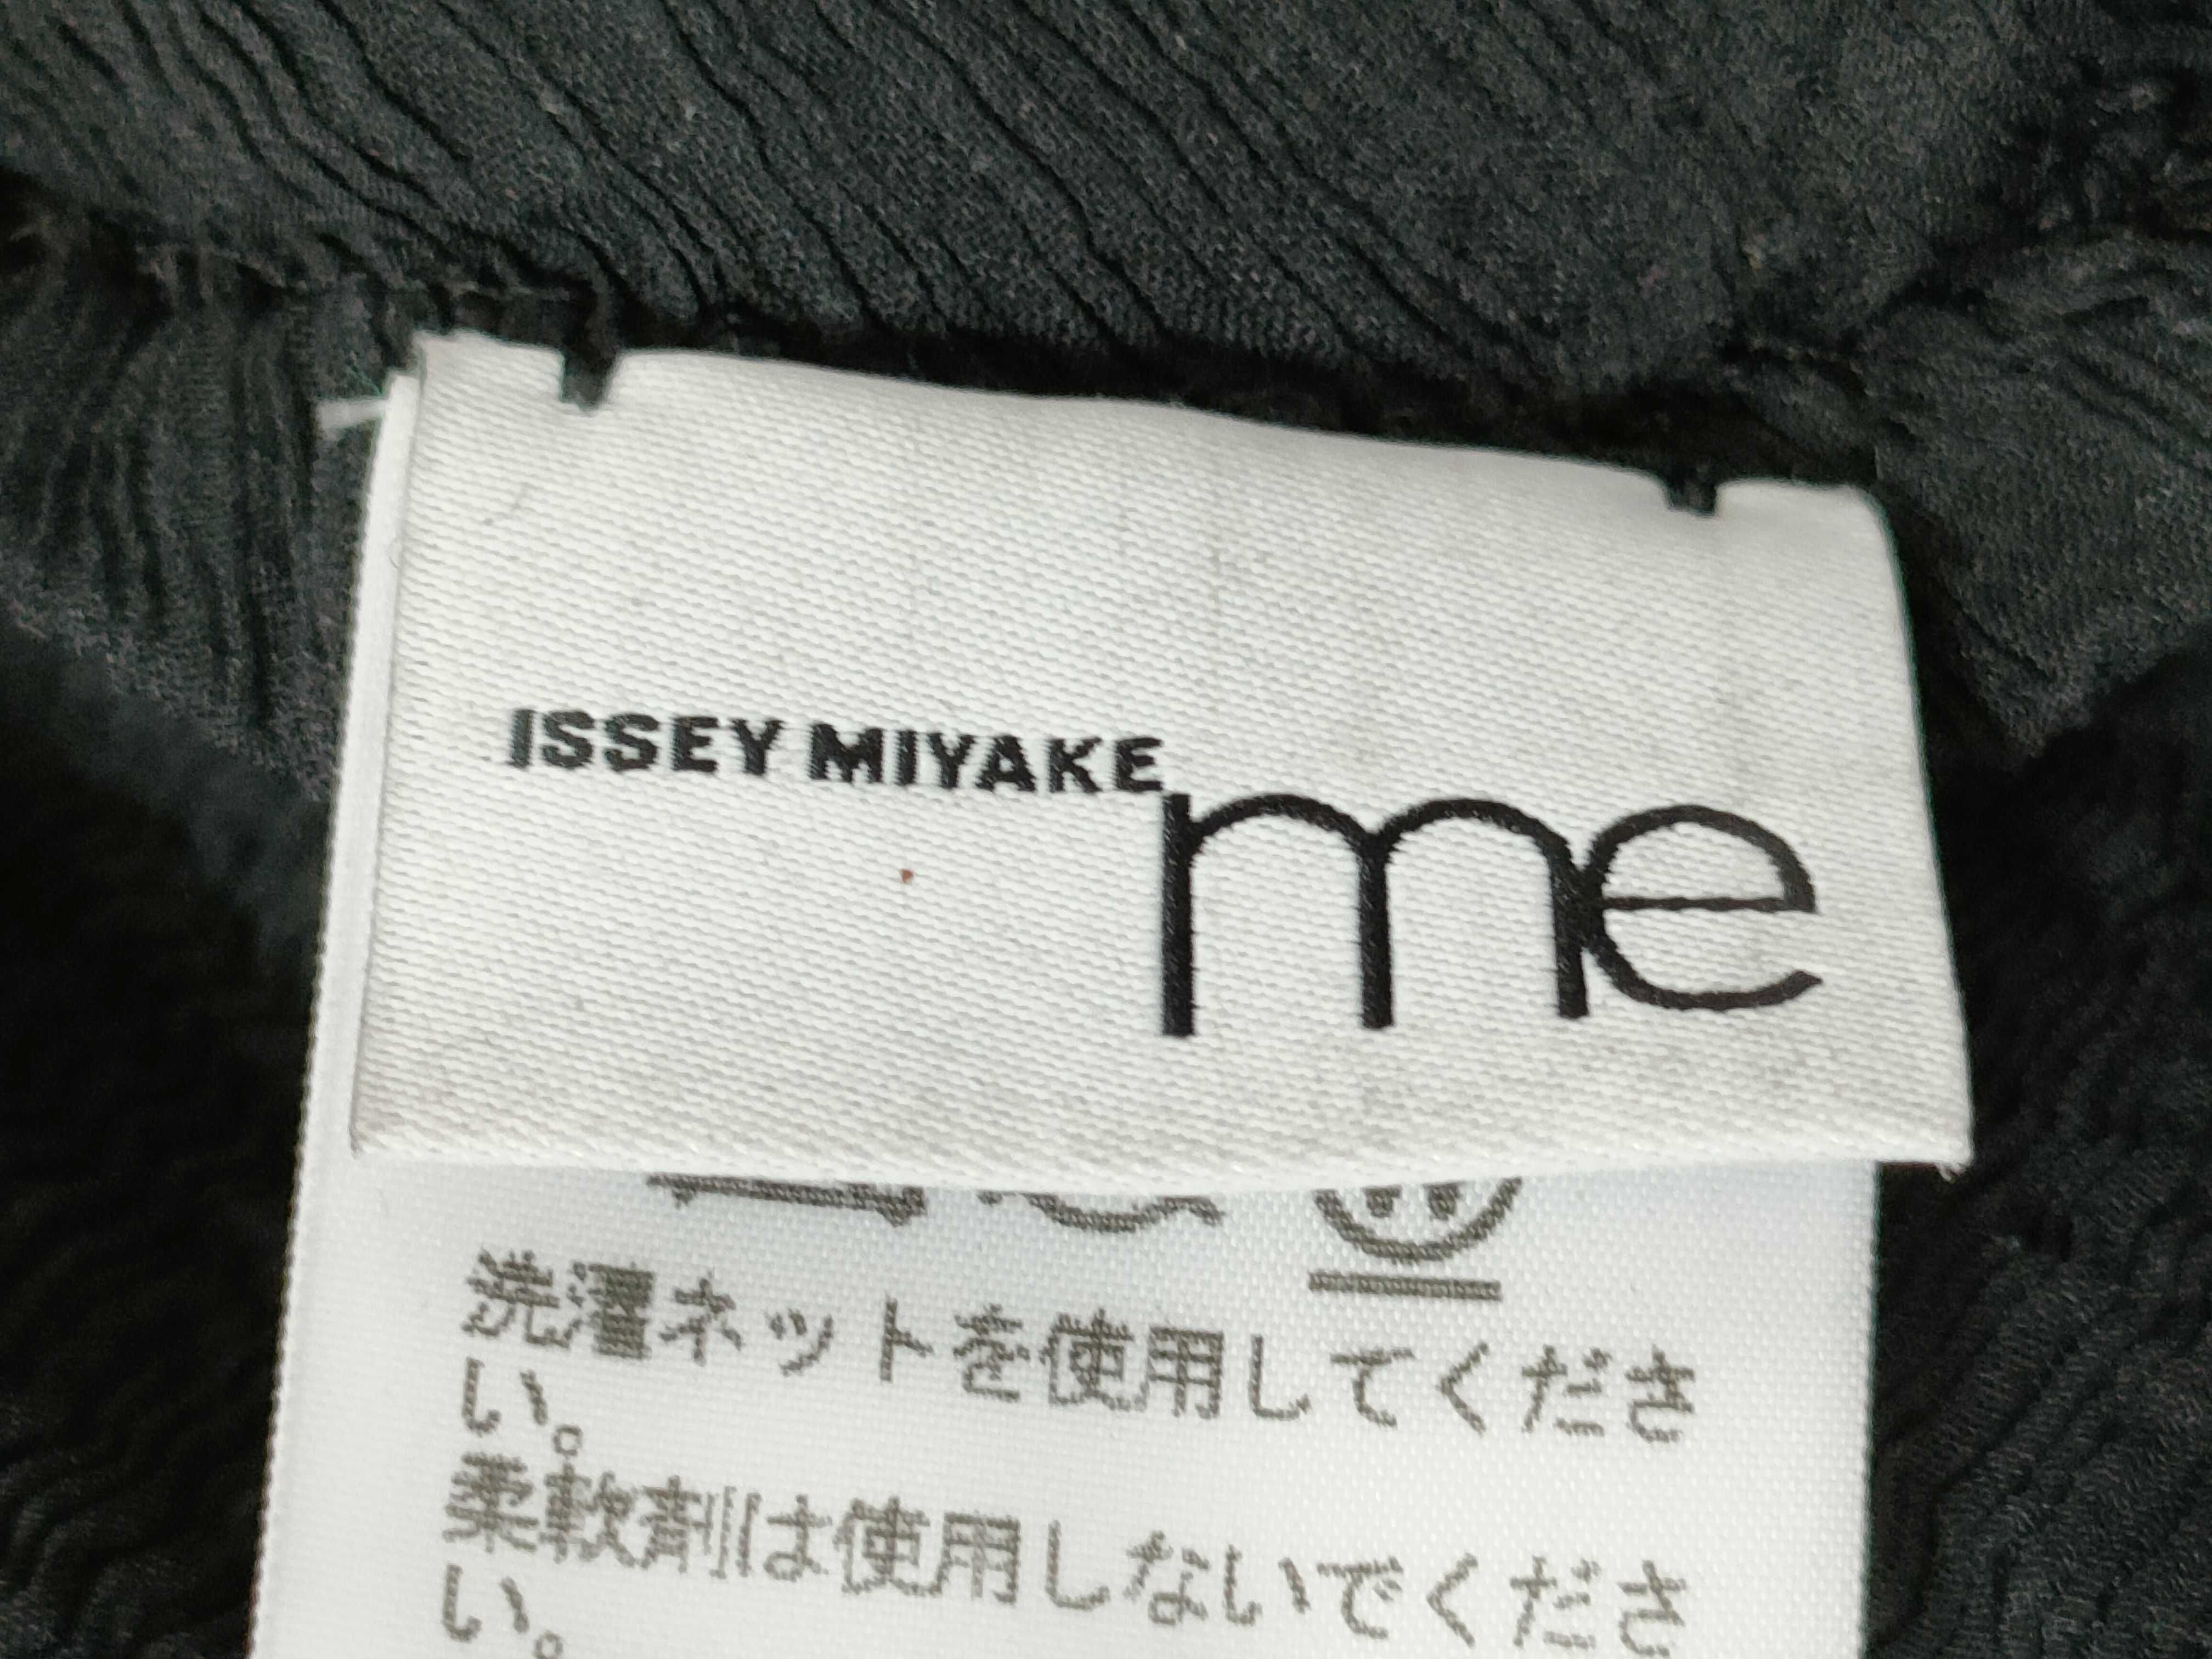 ISSEY MIYAKE
me
洗濯ネットを使用してくださ
い。
柔軟剤は使用しないでくださ
い。